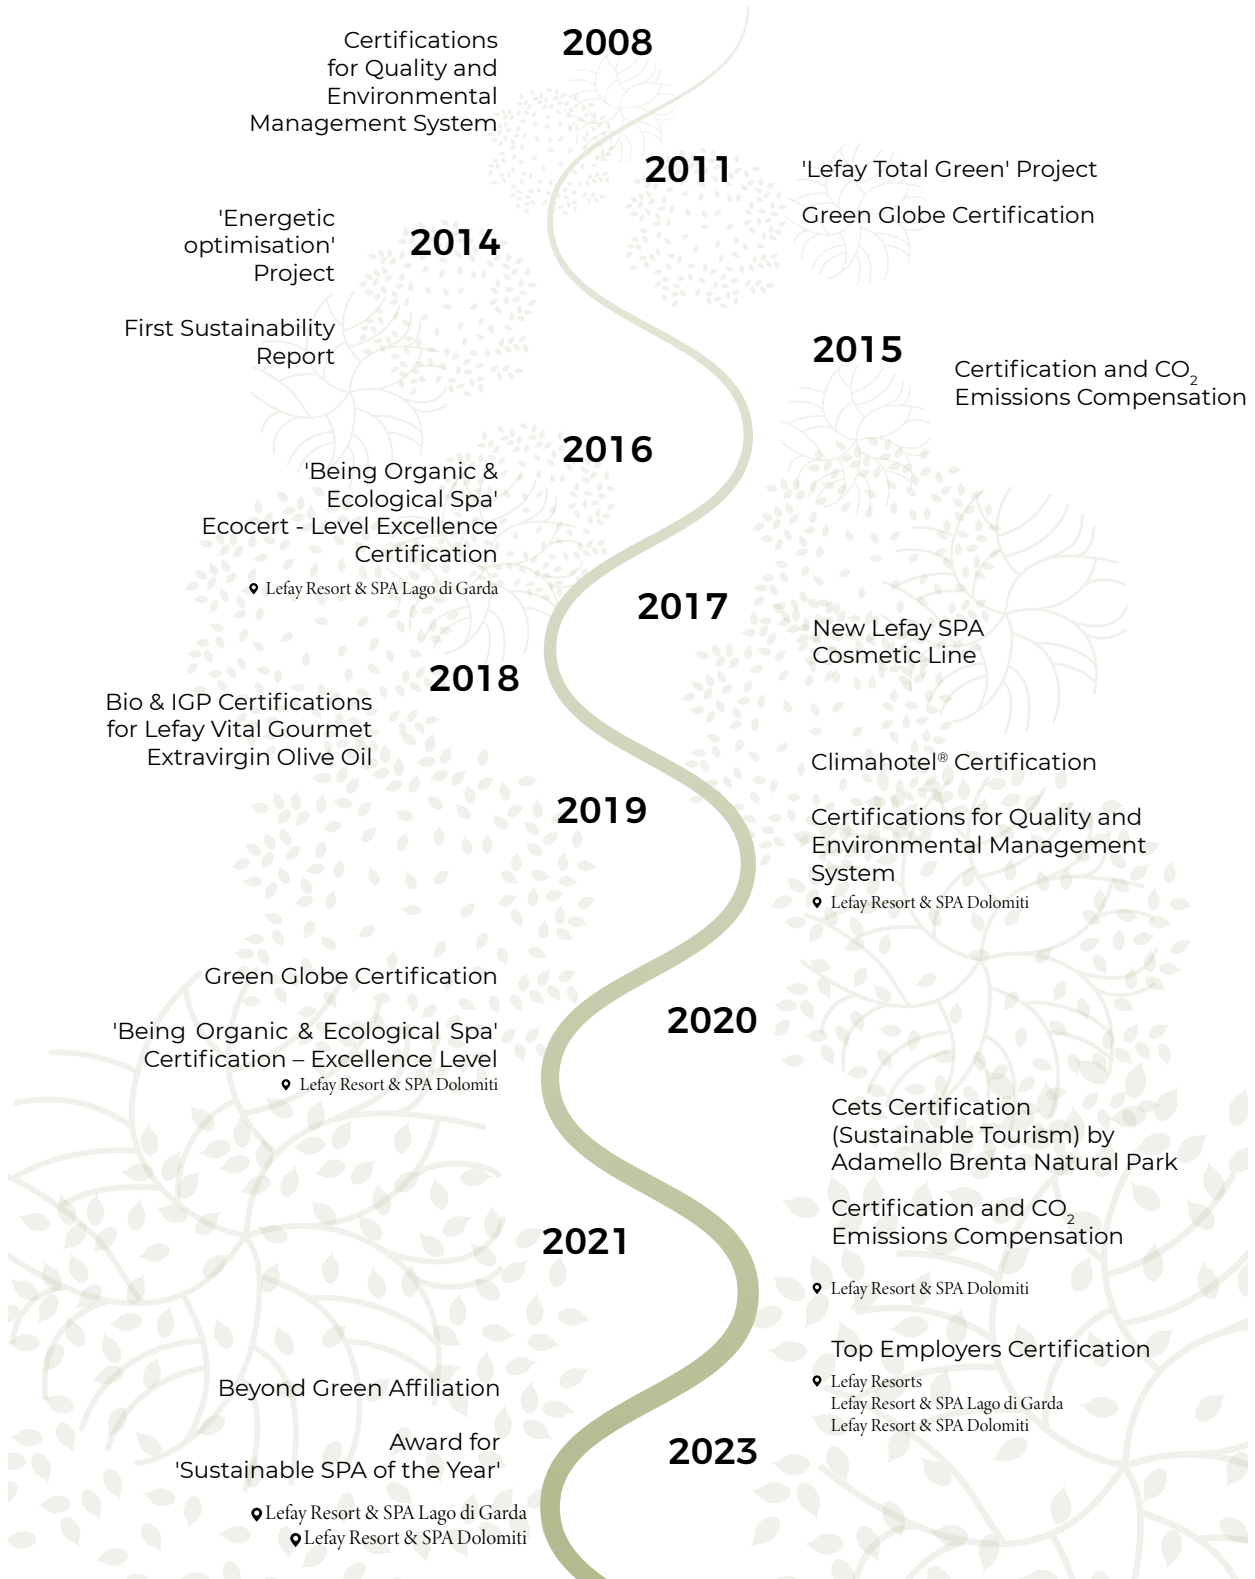 2008
Certifications
for Quality and
Environmental
Management System
2011
'Lefay Total Green' Project
Green Globe Certification
2014
'Energetic
optimisation'
Project
First Sustainability
Report
2015
Certification and CO₂
Emissions Compensation
2016
'Being Organic &
Ecological Spa'
Ecocert - Level Excellence
Certification
Lefay Resort & SPA Lago di Garda
2017
New Lefay SPA
Cosmetic Line
2018
Bio & IGP Certifications
for Lefay Vital Gourmet
Extravirgin Olive Oil
2019
Climahotel® Certification
Certifications for Quality and
Environmental Management
System
Lefay Resort & SPA Dolomiti
2020
Green Globe Certification
'Being Organic & Ecological Spa'
Certification – Excellence Level
Lefay Resort & SPA Dolomiti
2021
Cets Certification
(Sustainable Tourism) by
Adamello Brenta Natural Park
Certification and CO₂
Emissions Compensation
Lefay Resort & SPA Dolomiti
Top Employers Certification
Lefay Resorts
Lefay Resort & SPA Lago di Garda
Lefay Resort & SPA Dolomiti
2023
Beyond Green Affiliation
Award for
'Sustainable SPA of the Year'
Lefay Resort & SPA Lago di Garda
Lefay Resort & SPA Dolomiti